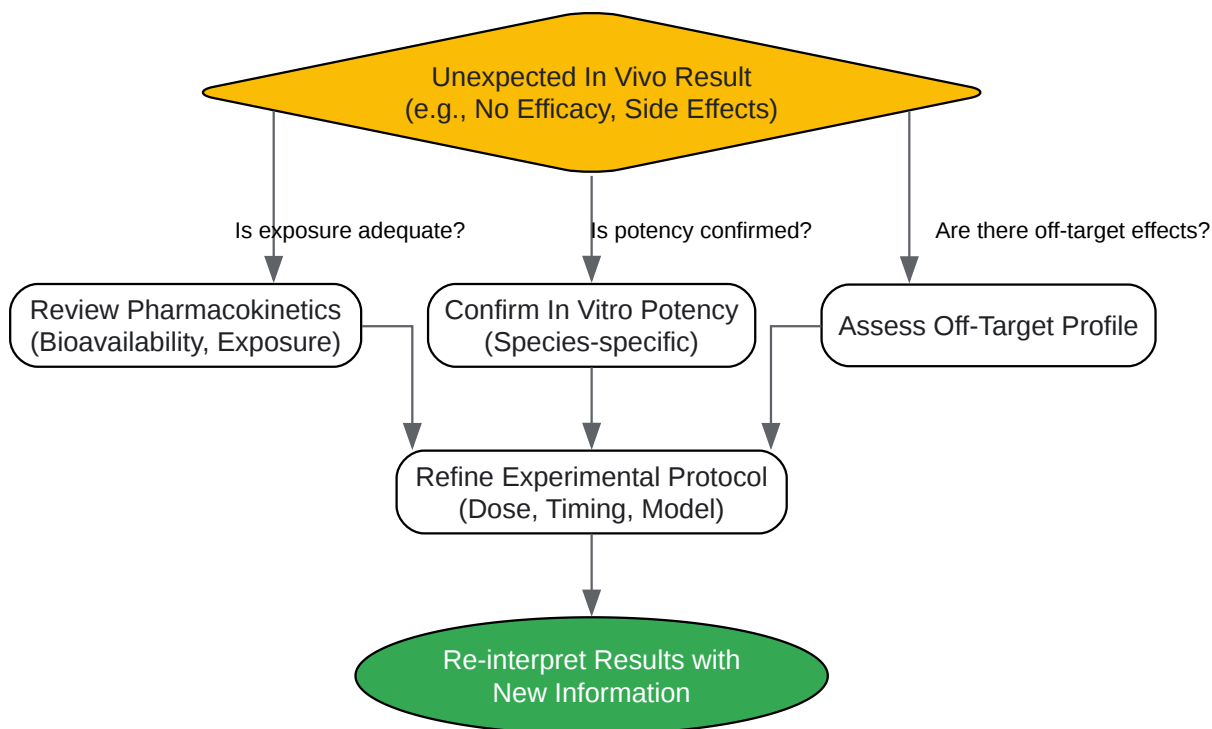 Unexpected In Vivo Result
(e.g., No Efficacy, Side Effects)
Is exposure adequate?
Is potency confirmed?
Are there off-target effects?
Review Pharmacokinetics
(Bioavailability, Exposure)
Confirm In Vitro Potency
(Species-specific)
Assess Off-Target Profile
Refine Experimental Protocol
(Dose, Timing, Model)
Re-interpret Results with
New Information